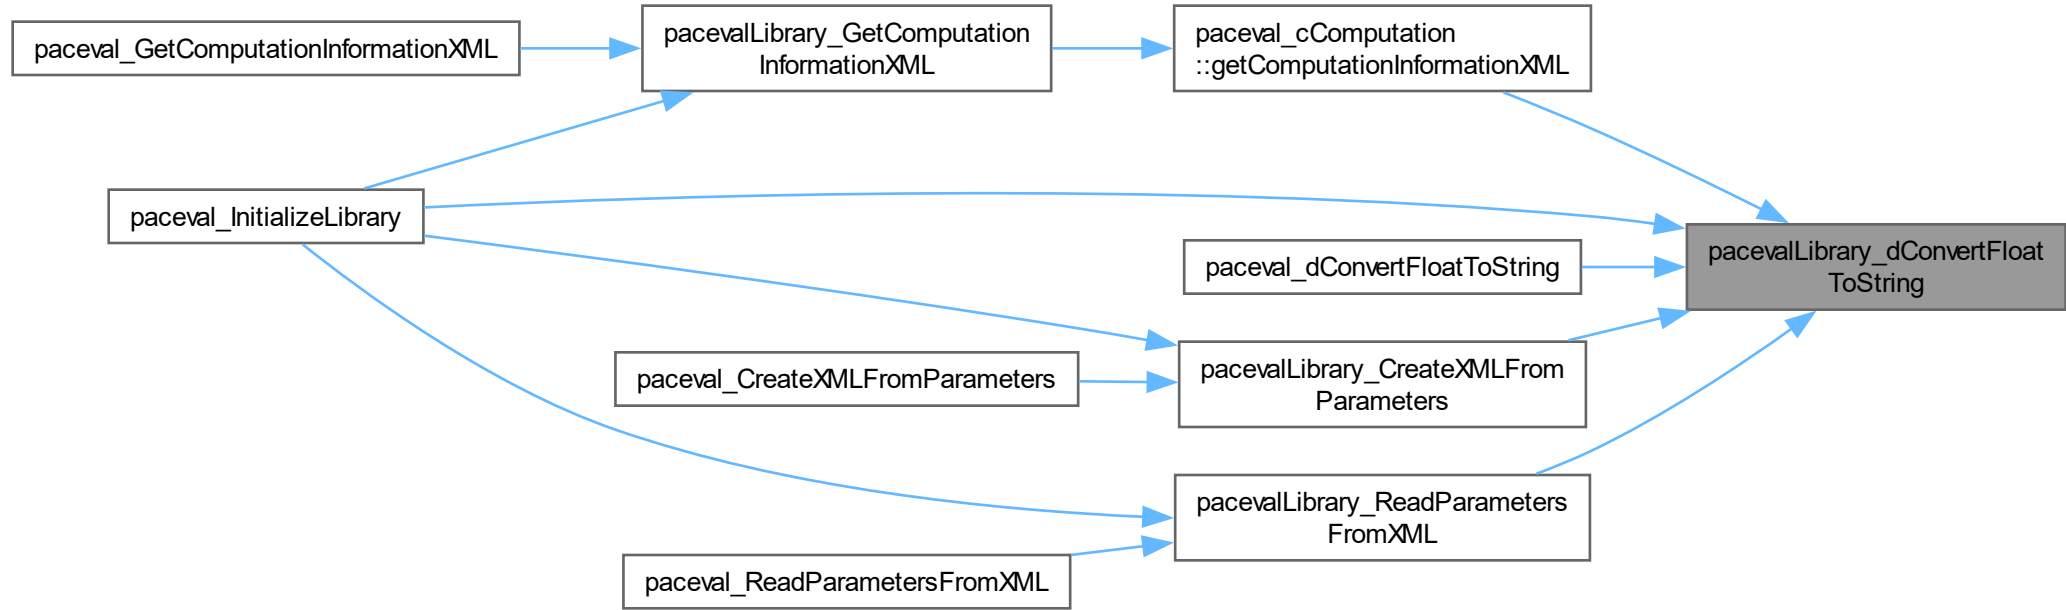 paceval_GetComputationInformationXML
pacevalLibrary_GetComputation
InformationXML
paceval_cComputation
::getComputationInformationXML
paceval_InitializeLibrary
paceval_dConvertFloatToString
pacevalLibrary_dConvertFloat
ToString
paceval_CreateXMLFromParameters
pacevalLibrary_CreateXMLFrom
Parameters
pacevalLibrary_ReadParameters
FromXML
paceval_ReadParametersFromXML